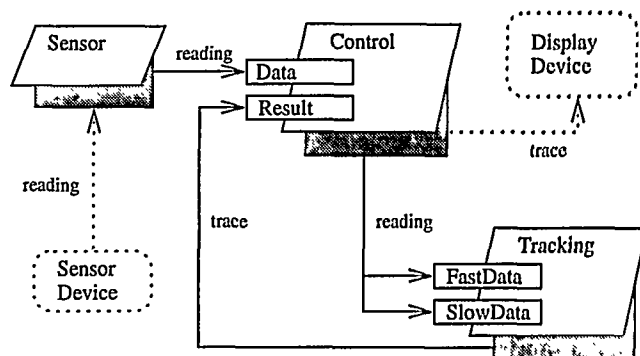 Sensor
reading
Control
Data
Result
Display
Device
trace
reading
trace
reading
Sensor
Device
Tracking
FastData
SlowData